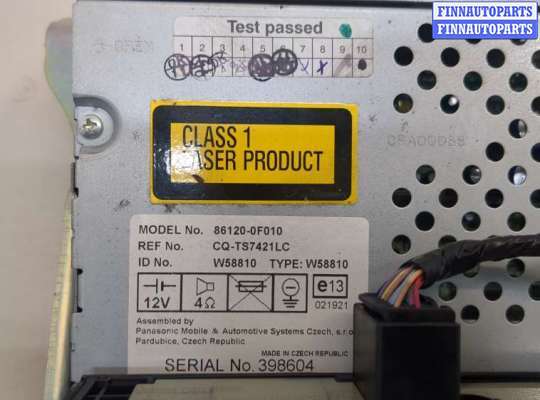 FINNAUTOPARTS
FINNAUTOPARTS
FINNAUTOPARTS
Test passed
1 2 3 4 5 6 7 8 9 10
CLASS 1
LASER PRODUCT
MODEL No. 86120-0F010
REF No. CQ-TS7421LC
ID No. W58810 TYPE: W58810
12V 4Ω e13
021921
Assembled by
Panasonic Mobile & Automotive Systems Czech, s.r.o
Pardubice, Czech Republic
MADE IN CZECH REPUBLIC
SERIAL No. 398604